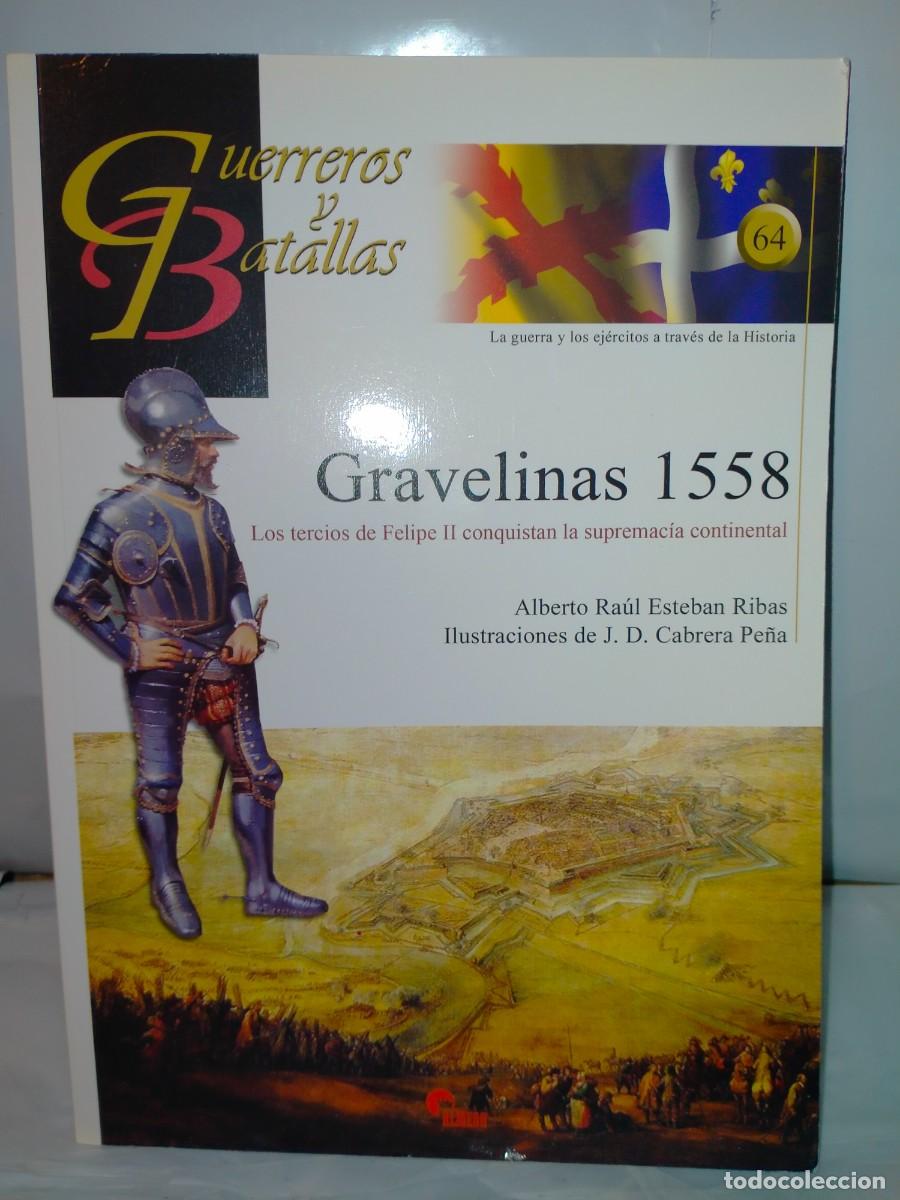 Guerreros
y
Batallas
64
La guerra y los ejércitos a través de la Historia
Gravelinas 1558
Los tercios de Felipe II conquistan la supremacía continental
Alberto Raúl Esteban Ribas
Ilustraciones de J. D. Cabrera Peña
todocoleccion